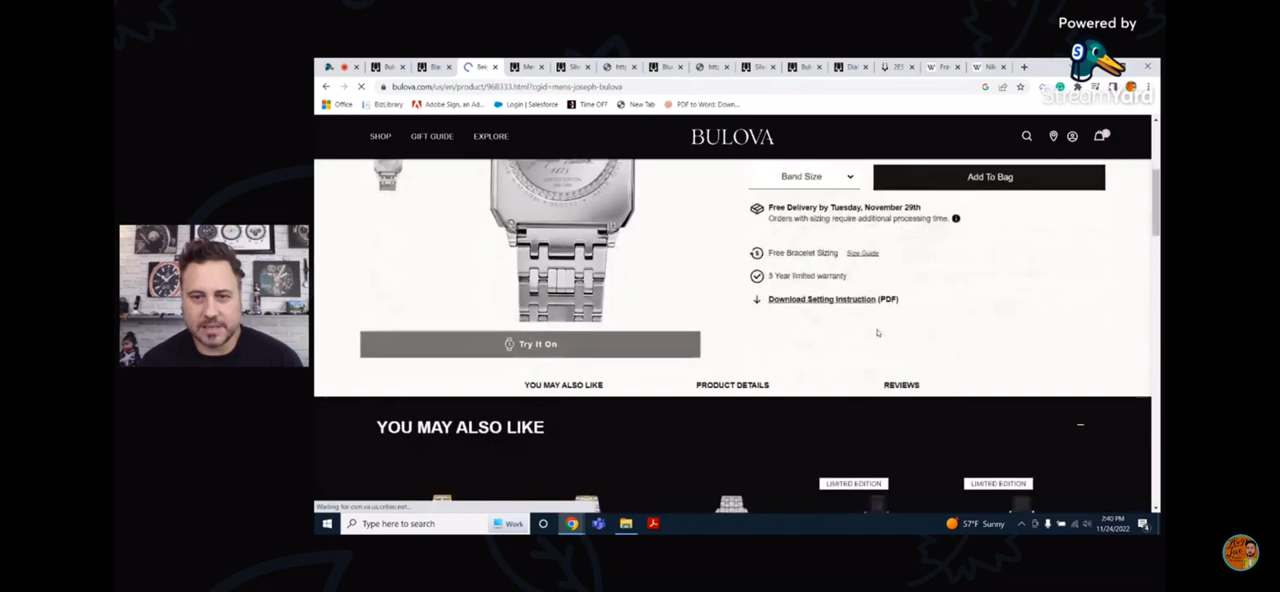 Powered by
StreamYard
bulova.com/us/en/product/96B333.html?cgid=mens-joseph-bulova
Office
BizLibrary
Adobe Sign, an Ad...
Login | Salesforce
Time OFF
New Tab
PDF to Word: Down...
SHOP
GIFT GUIDE
EXPLORE
BULOVA
LIMITED EDITION
Band Size
Add To Bag
Free Delivery by Tuesday, November 29th
Orders with sizing require additional processing time.
Free Bracelet Sizing
Size Guide
3 Year limited warranty
Download Setting Instruction (PDF)
Try It On
YOU MAY ALSO LIKE
PRODUCT DETAILS
REVIEWS
YOU MAY ALSO LIKE
LIMITED EDITION
LIMITED EDITION
Type here to search
Work
57°F Sunny
2:40 PM
11/24/2022